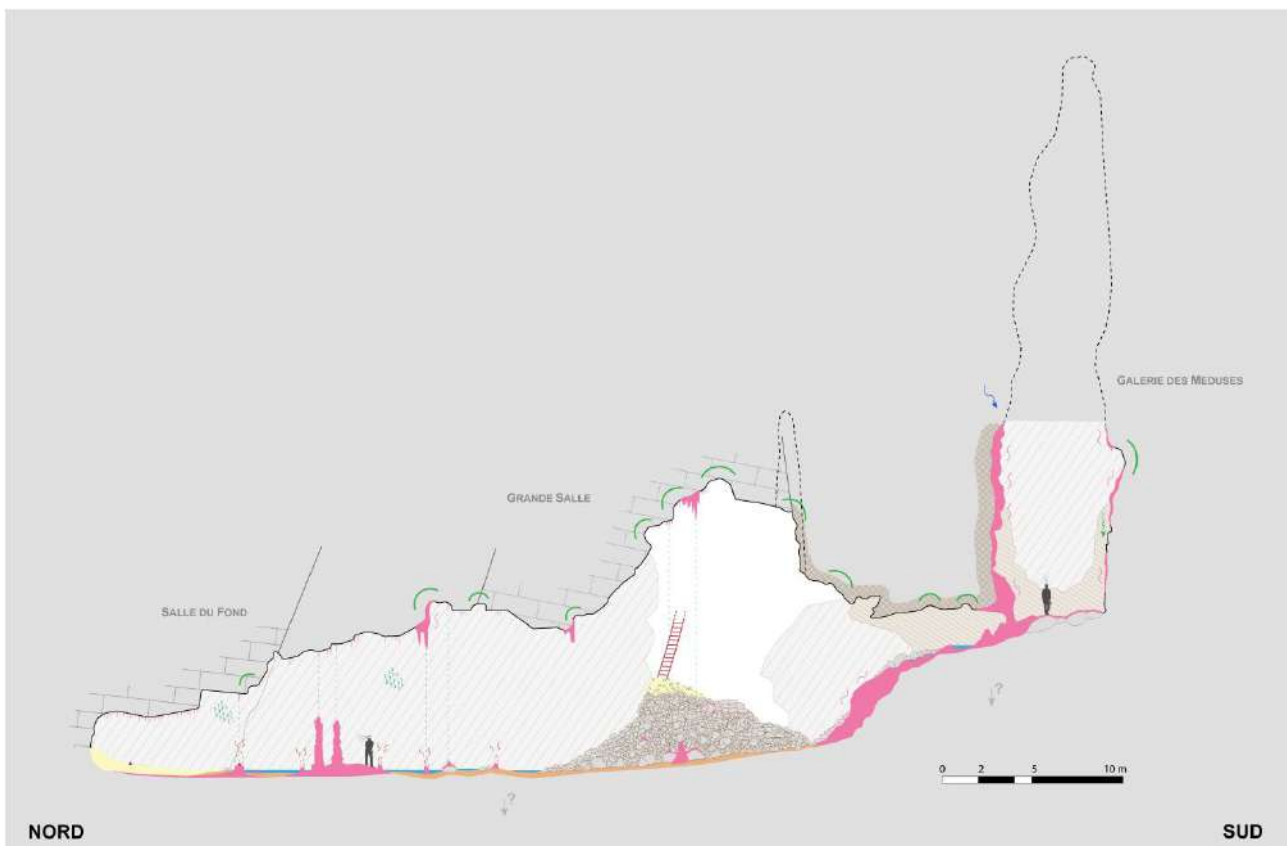 GALERIE DES MEDUSES
GRANDE SALLE
SALLE DU FOND
?
?
0 2 5 10 m
NORD SUD